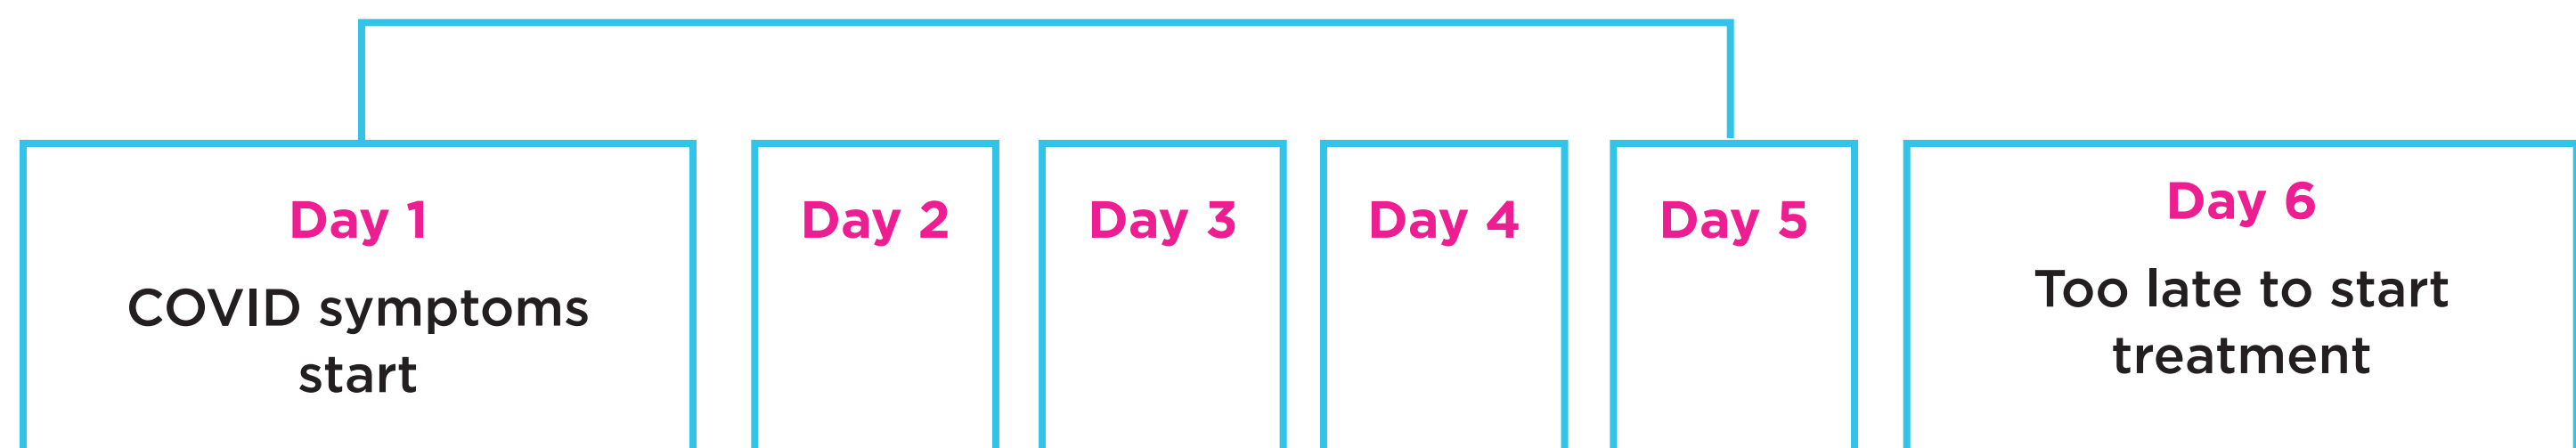 Day 1
COVID symptoms
start
Day 2
Day 3
Day 4
Day 5
Day 6
Too late to start
treatment